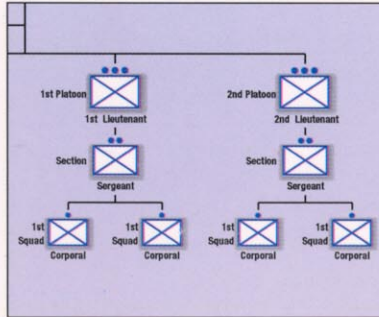 1st Platoon
1st Lieutenant
2nd Platoon
2nd Lieutenant
Section
Sergeant
Section
Sergeant
1st
Squad
Corporal
1st
Squad
Corporal
1st
Squad
Corporal
1st
Squad
Corporal